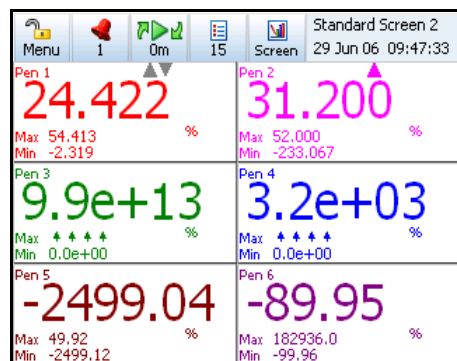 Menu 1 0m 15 Screen Standard Screen 2
29 Jun 06 09:47:33
Pen 1
24.422
Max 54.413 %
Min -2.319
Pen 2
31.200
Max 52.000 %
Min -233.067
Pen 3
9.9e+13
Max %
Min 0.0e+00
Pen 4
3.2e+03
Max %
Min 0.0e+00
Pen 5
-2499.04
Max 49.92 %
Min -2499.12
Pen 6
-89.95
Max 182936.0 %
Min -99.96